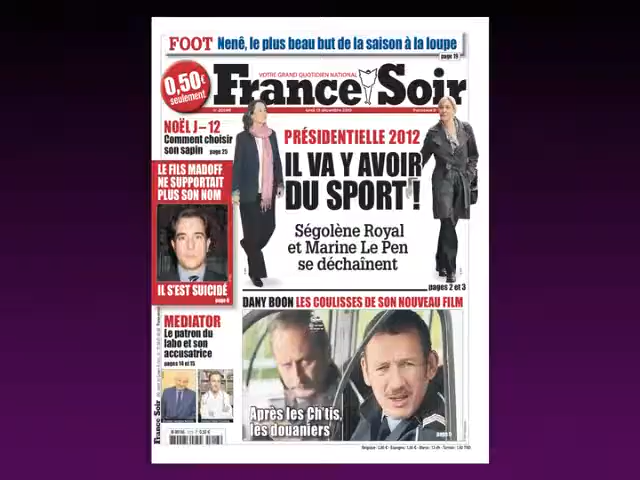 FOOT Nenê, le plus beau but de la saison à la loupe
page 15
0,50€
seulement
VOTRE GRAND QUOTIDIEN NATIONAL
France Soir
NOËL J–12
Comment choisir
son sapin page 25
PRÉSIDENTIELLE 2012
IL VA Y AVOIR
DU SPORT !
Ségolène Royal
et Marine Le Pen
se déchaînent
pages 2 et 3
LE FILS MADOFF
NE SUPPORTAIT
PLUS SON NOM
IL S'EST SUICIDÉ
page 6
DANY BOON LES COULISSES DE SON NOUVEAU FILM
Après les Ch'tis,
les douaniers
MEDIATOR
Le patron du
labo et son
accusatrice
pages 14 et 15
France Soir